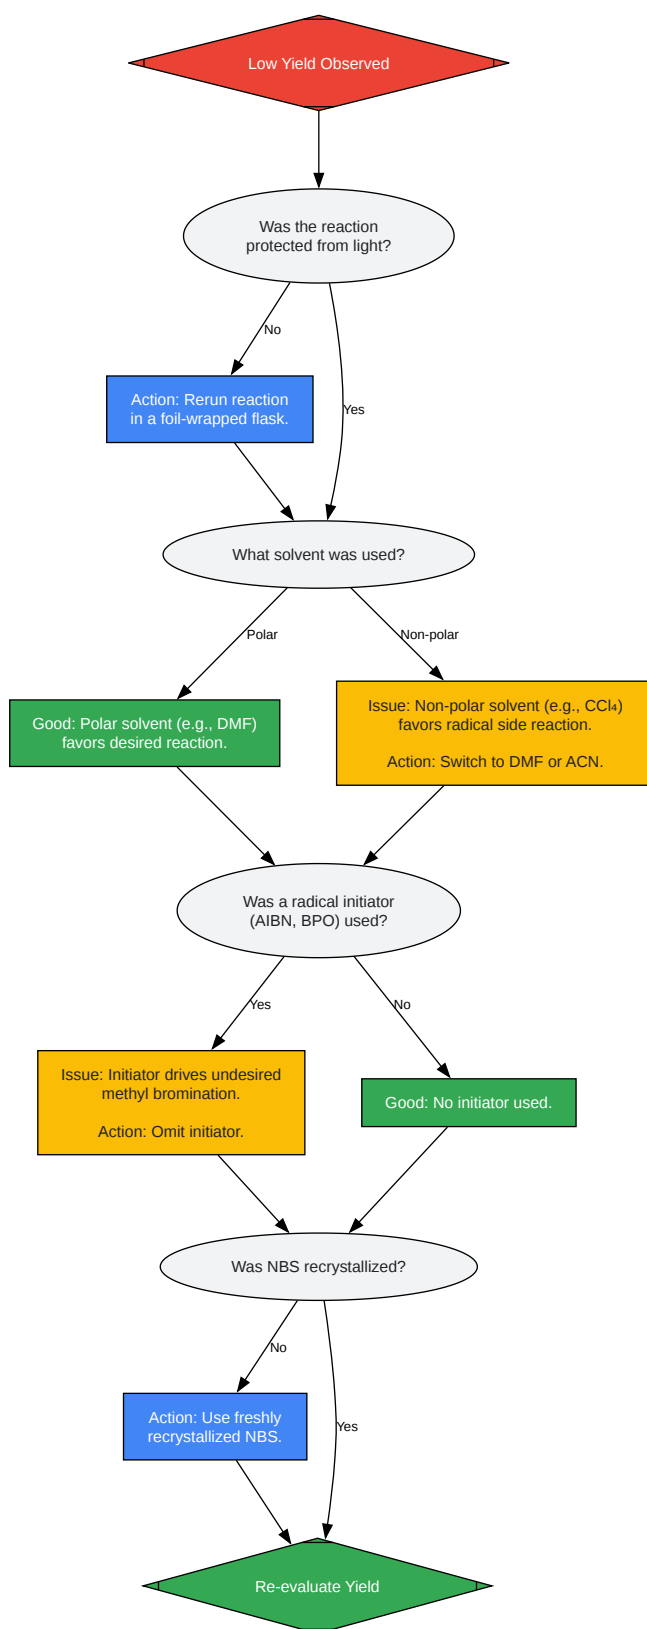 Low Yield Observed
Was the reaction
protected from light?
No
Action: Rerun reaction
in a foil-wrapped flask.
Yes
What solvent was used?
Polar
Non-polar
Good: Polar solvent (e.g., DMF)
favors desired reaction.
Issue: Non-polar solvent (e.g., CCl₄)
favors radical side reaction.
Action: Switch to DMF or ACN.
Was a radical initiator
(AIBN, BPO) used?
Yes
No
Issue: Initiator drives undesired
methyl bromination.
Action: Omit initiator.
Good: No initiator used.
Was NBS recrystallized?
No
Action: Use freshly
recrystallized NBS.
Yes
Re-evaluate Yield